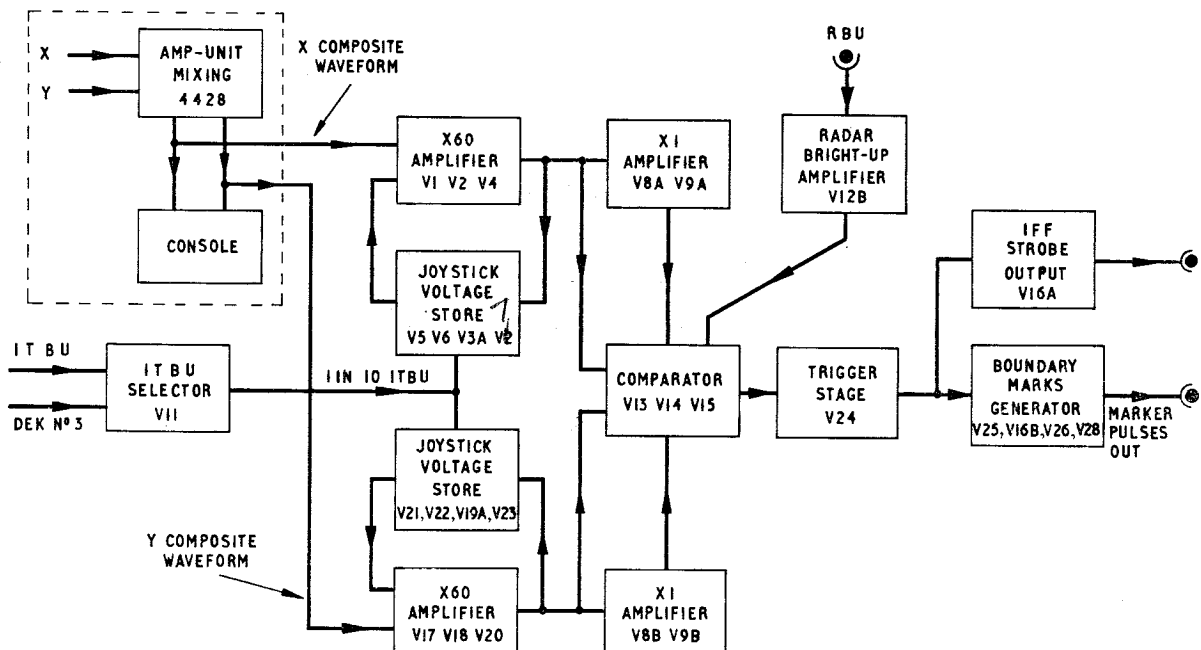 X
Y
AMP-UNIT
MIXING
4428
CONSOLE
X COMPOSITE
WAVEFORM
X60
AMPLIFIER
V1 V2 V4
X1
AMPLIFIER
V8A V9A
RBU
RADAR
BRIGHT-UP
AMPLIFIER
V12B
JOYSTICK
VOLTAGE
STORE
V5 V6 V3A V2
7
IFF
STROBE
OUTPUT
V16A
ITBU
DEK Nº3
ITBU
SELECTOR
V11
1 IN 10 ITBU
COMPARATOR
V13 V14 V15
TRIGGER
STAGE
V24
BOUNDARY
MARKS
GENERATOR
V25,V16B,V26,V28
MARKER
PULSES
OUT
JOYSTICK
VOLTAGE
STORE
V21,V22,V19A,V23
Y COMPOSITE
WAVEFORM
X60
AMPLIFIER
V17 V18 V20
X1
AMPLIFIER
V8B V9B